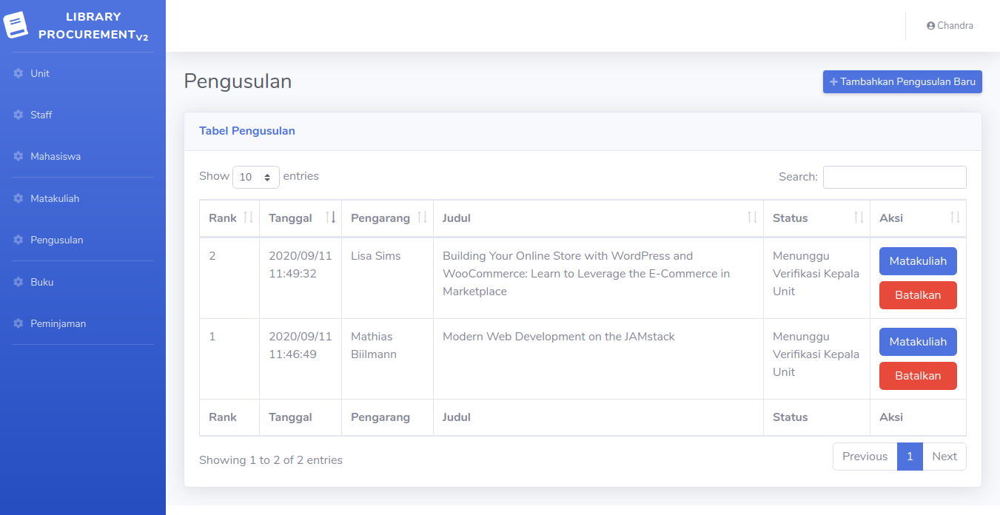 LIBRARY
PROCUREMENTV2
Chandra
Unit
Staff
Mahasiswa
Matakuliah
Pengusulan
Buku
Peminjaman
Pengusulan
Tambahkan Pengusulan Baru
Tabel Pengusulan
Show 10 entries
Search:
Rank Tanggal Pengarang Judul Status Aksi
2 2020/09/11 Lisa Sims Building Your Online Store with WordPress and Menunggu Matakuliah
11:49:32 WooCommerce: Learn to Leverage the E-Commerce in Verifikasi Kepala
Marketplace Unit Batalkan
1 2020/09/11 Mathias Modern Web Development on the JAMstack Menunggu Matakuliah
11:46:49 Biilmann Verifikasi Kepala
Unit Batalkan
Rank Tanggal Pengarang Judul Status Aksi
Showing 1 to 2 of 2 entries
Previous 1 Next